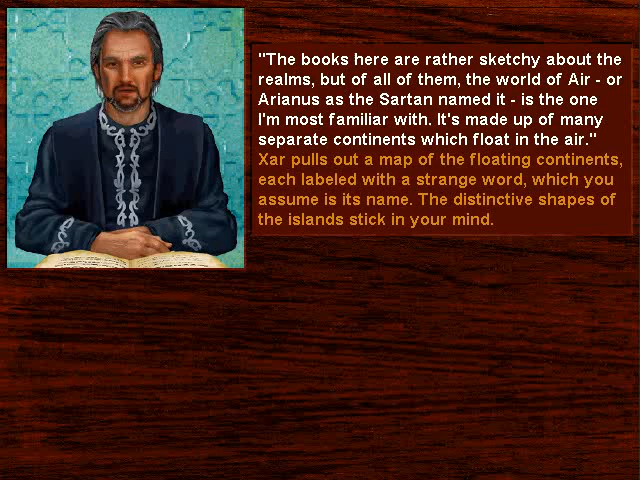 "The books here are rather sketchy about the
realms, but of all of them, the world of Air - or
Arianus as the Sartan named it - is the one
I'm most familiar with. It's made up of many
separate continents which float in the air."
Xar pulls out a map of the floating continents,
each labeled with a strange word, which you
assume is its name. The distinctive shapes of
the islands stick in your mind.